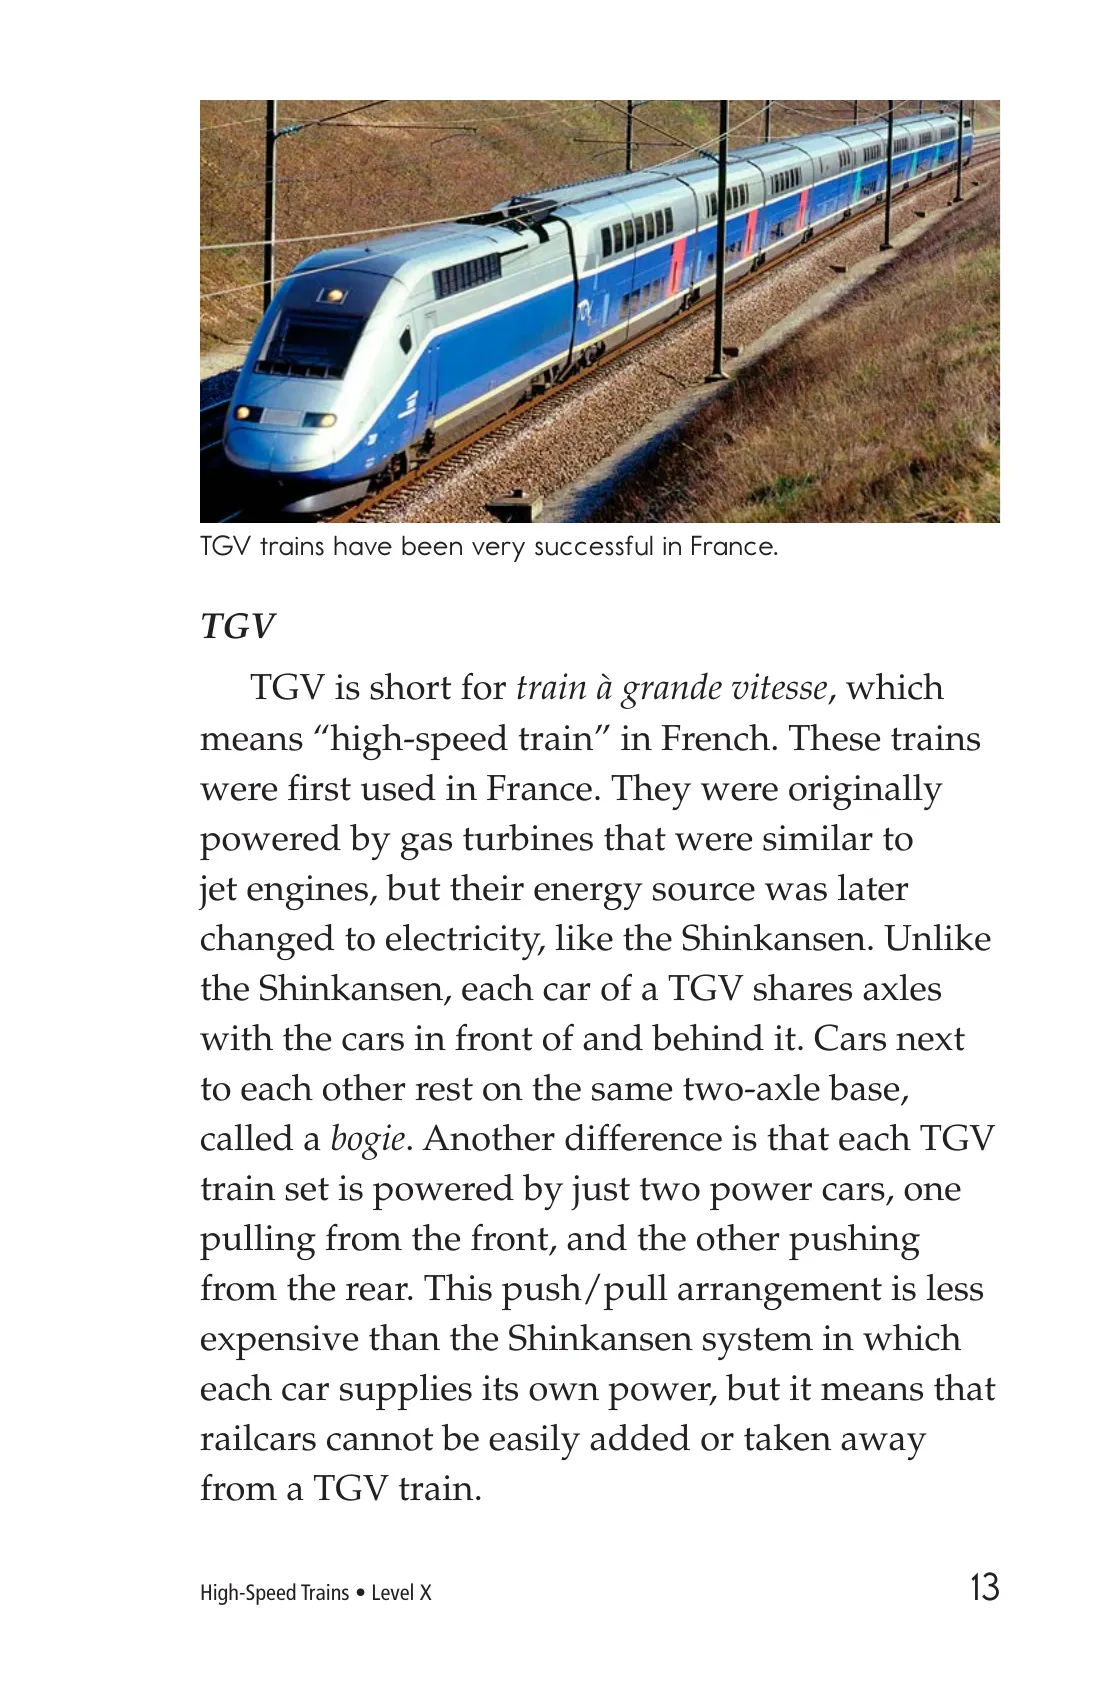 TGV
TGV trains have been very successful in France.
TGV
TGV is short for train à grande vitesse, which
means “high-speed train” in French. These trains
were first used in France. They were originally
powered by gas turbines that were similar to
jet engines, but their energy source was later
changed to electricity, like the Shinkansen. Unlike
the Shinkansen, each car of a TGV shares axles
with the cars in front of and behind it. Cars next
to each other rest on the same two-axle base,
called a bogie. Another difference is that each TGV
train set is powered by just two power cars, one
pulling from the front, and the other pushing
from the rear. This push/pull arrangement is less
expensive than the Shinkansen system in which
each car supplies its own power, but it means that
railcars cannot be easily added or taken away
from a TGV train.
High-Speed Trains • Level X
13